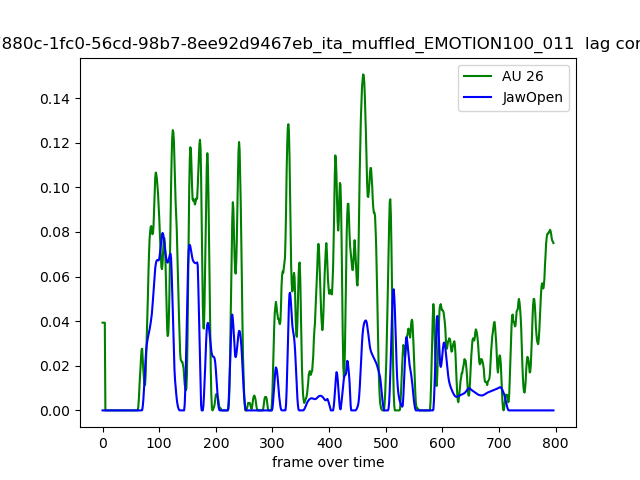 880c-1fc0-56cd-98b7-8ee92d9467eb_ita_muffled_EMOTION100_011 lag
AU 26
JawOpen
0.14
0.12
0.10
0.08
0.06
0.04
0.02
0.00
0 100 200 300 400 500 600 700 800
frame over time